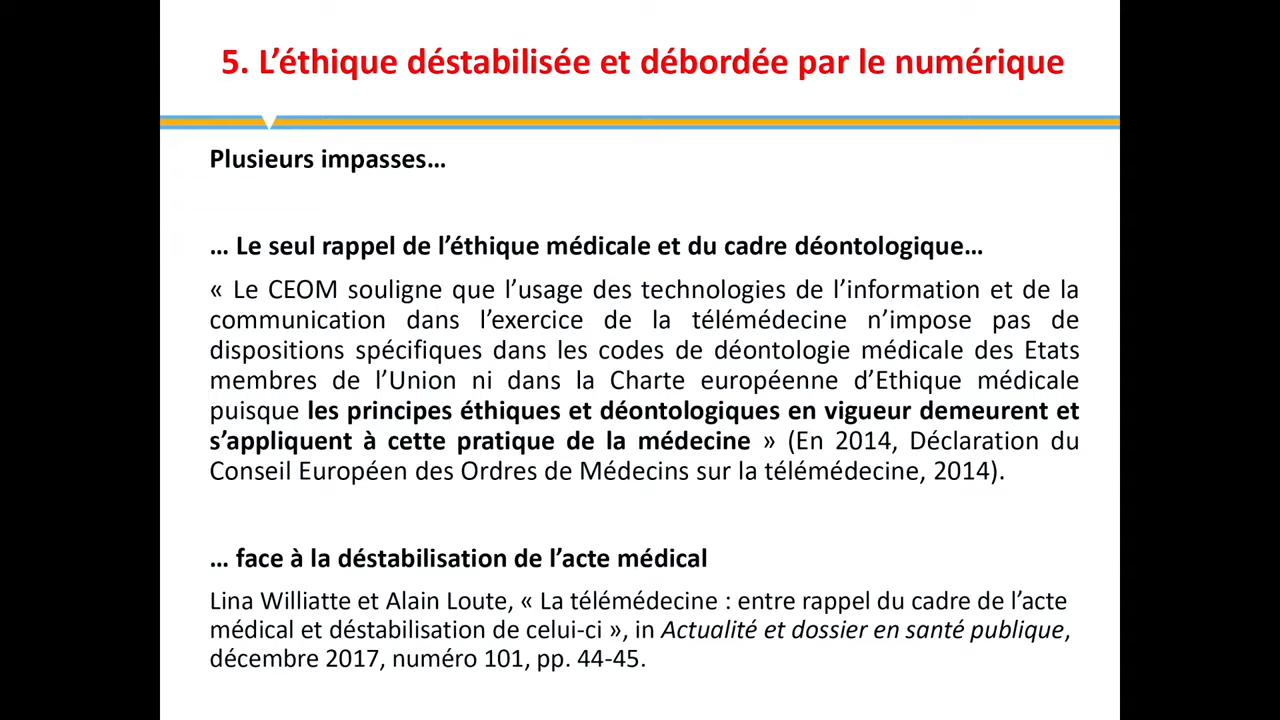 5. L’éthique déstabilisée et débordée par le numérique
Plusieurs impasses…
… Le seul rappel de l’éthique médicale et du cadre déontologique…
« Le CEOM souligne que l’usage des technologies de l’information et de la
communication dans l’exercice de la télémédecine n’impose pas de
dispositions spécifiques dans les codes de déontologie médicale des Etats
membres de l’Union ni dans la Charte européenne d’Ethique médicale
puisque les principes éthiques et déontologiques en vigueur demeurent et
s’appliquent à cette pratique de la médecine » (En 2014, Déclaration du
Conseil Européen des Ordres de Médecins sur la télémédecine, 2014).
… face à la déstabilisation de l’acte médical
Lina Williatte et Alain Loute, « La télémédecine : entre rappel du cadre de l’acte
médical et déstabilisation de celui-ci », in Actualité et dossier en santé publique,
décembre 2017, numéro 101, pp. 44-45.